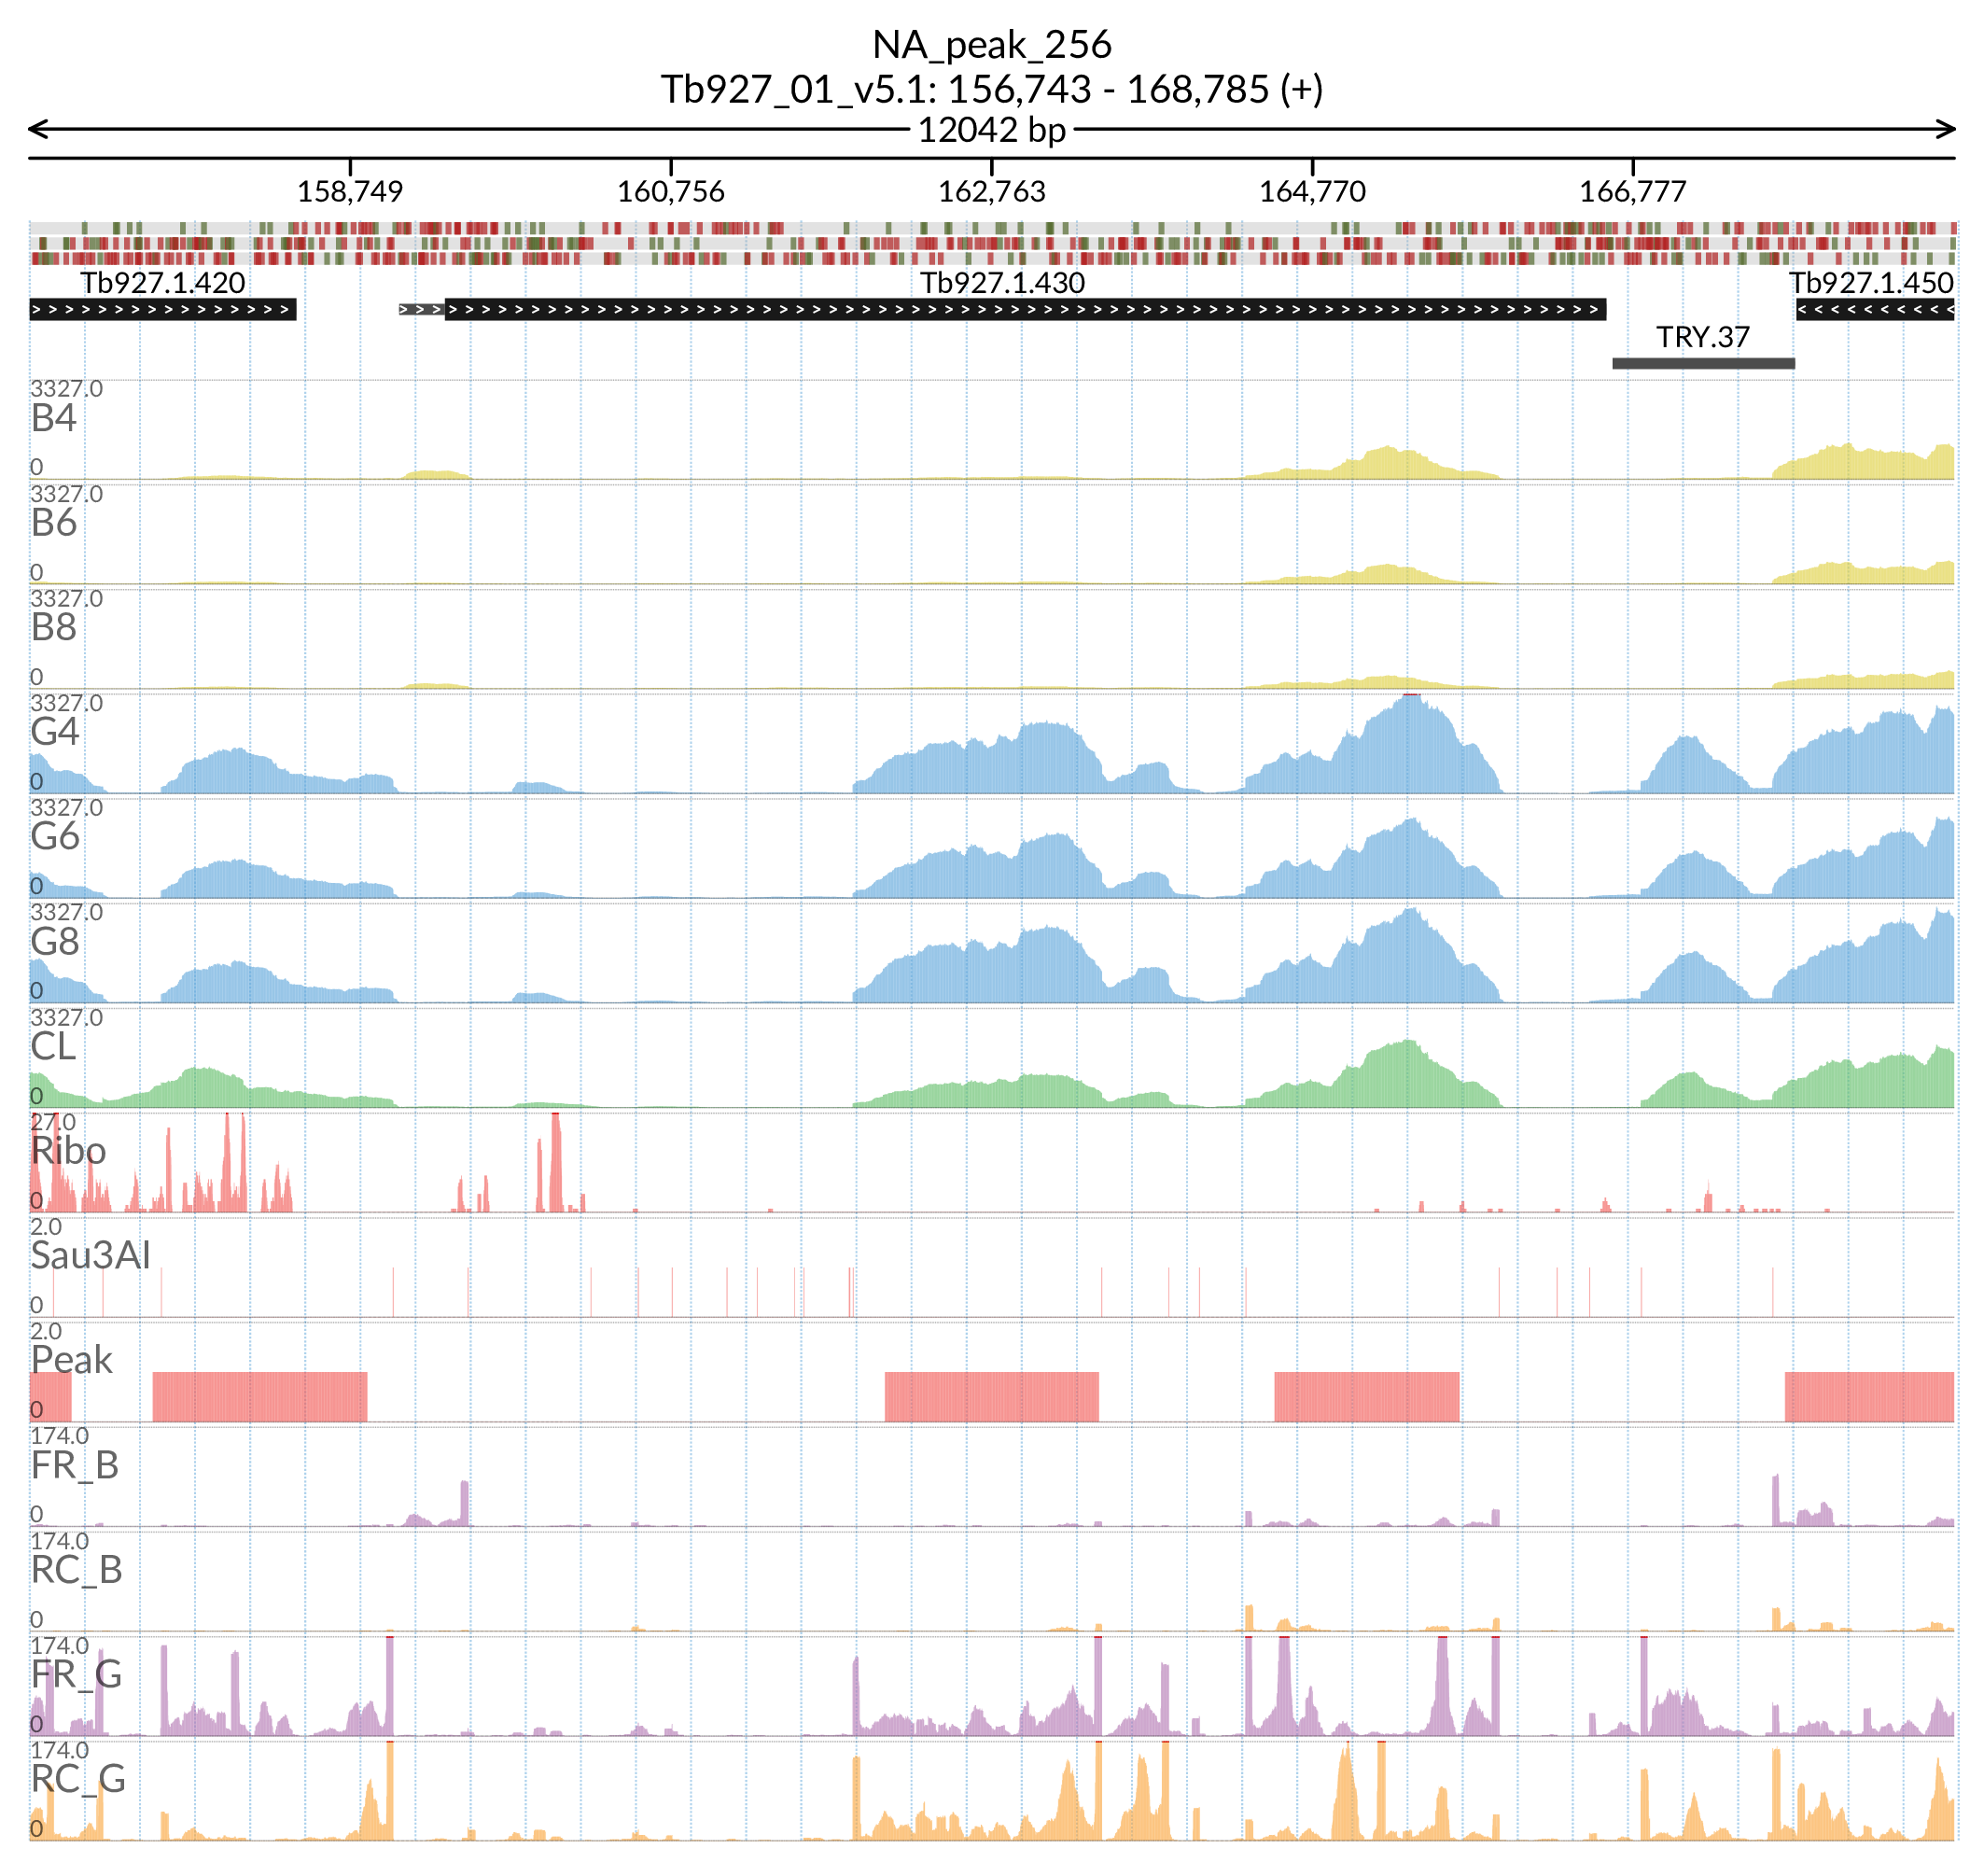 NA_peak_256
Tb927_01_v5.1: 156,743 - 168,785 (+)
12042 bp
158,749 160,756 162,763 164,770 166,777
Tb927.1.420 Tb927.1.430 Tb927.1.450
TRY.37
3327.0
B4
0
3327.0
B6
0
3327.0
B8
0
3327.0
G4
0
3327.0
G6
0
3327.0
G8
0
3327.0
CL
0
27.0
Ribo
0
2.0
Sau3AI
0
2.0
Peak
0
174.0
FR_B
0
174.0
RC_B
0
174.0
FR_G
0
174.0
RC_G
0